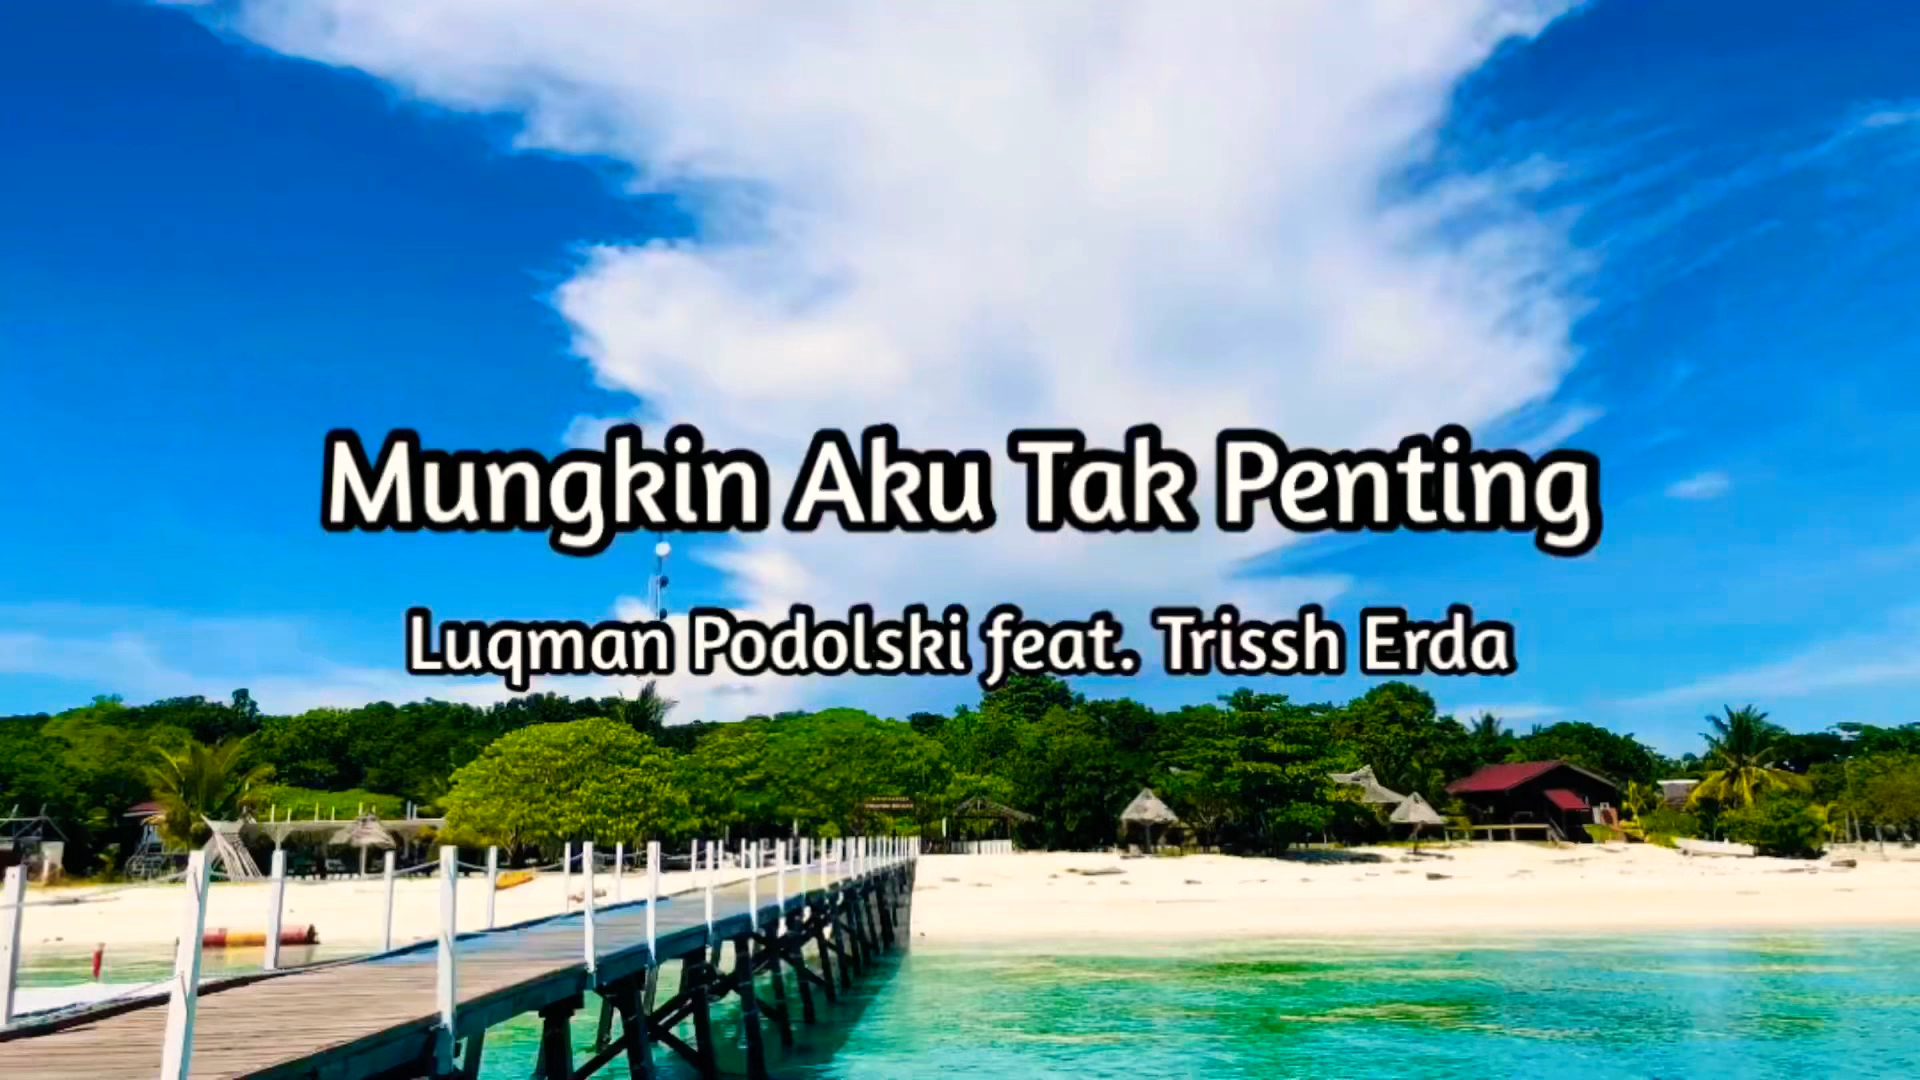 Mungkin Aku Tak Penting
Luqman Podolski feat. Trissh Erda